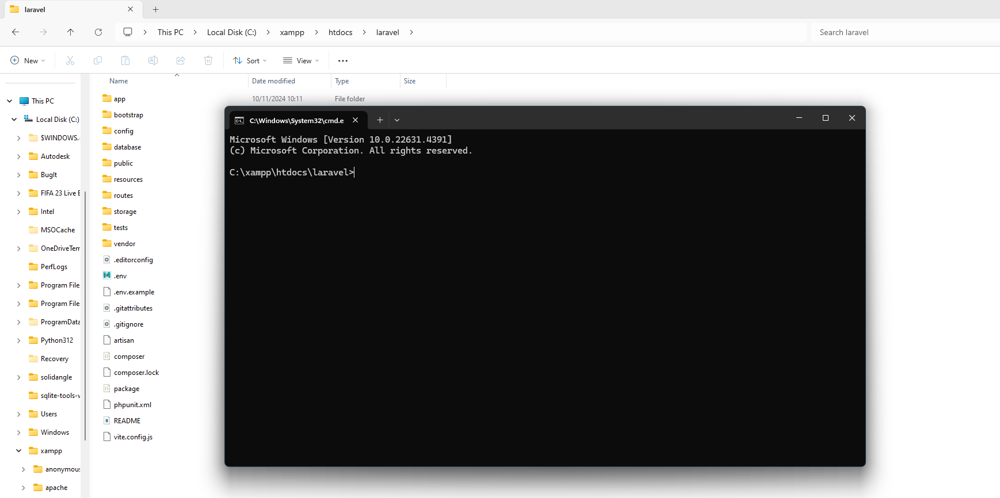 laravel
This PC
Local Disk (C:)
xampp
htdocs
laravel
Search laravel
New
Sort
View
Name
Date modified
Type
Size
This PC
Local Disk (C:)
$WINDOWS.
Autodesk
BugIt
FIFA 23 Live E
Intel
MSOCache
OneDriveTem
PerfLogs
Program File
Program File
ProgramData
Python312
Recovery
solidangle
sqlite-tools-w
Users
Windows
xampp
anonymous
apache
app
10/11/2024 10:11
File folder
bootstrap
config
database
public
resources
routes
storage
tests
vendor
.editorconfig
.env
.env.example
.gitattributes
.gitignore
artisan
composer
composer.lock
package
phpunit.xml
README
vite.config.js
C:\Windows\System32\cmd.e
Microsoft Windows [Version 10.0.22631.4391]
(c) Microsoft Corporation. All rights reserved.
C:\xampp\htdocs\laravel>